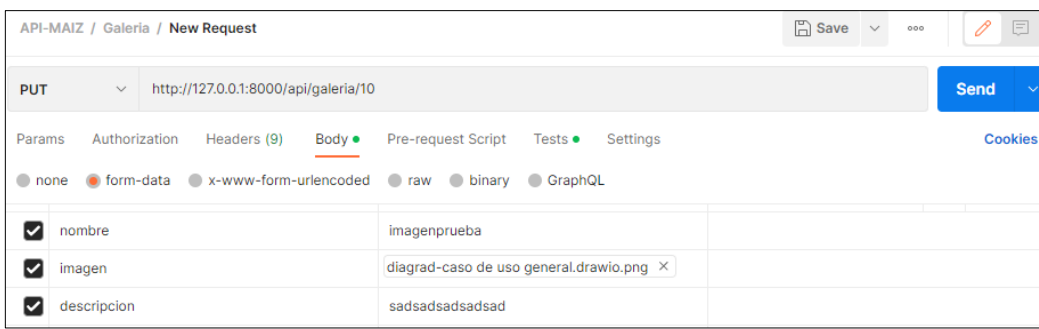 API-MAIZ / Galeria / New Request
Save
PUT
http://127.0.0.1:8000/api/galeria/10
Send
Params Authorization Headers (9) Body Pre-request Script Tests Settings Cookies
none form-data x-www-form-urlencoded raw binary GraphQL
nombre imagenprueba
imagen diagrad-caso de uso general.drawio.png
descripcion sadsadsadsadsad